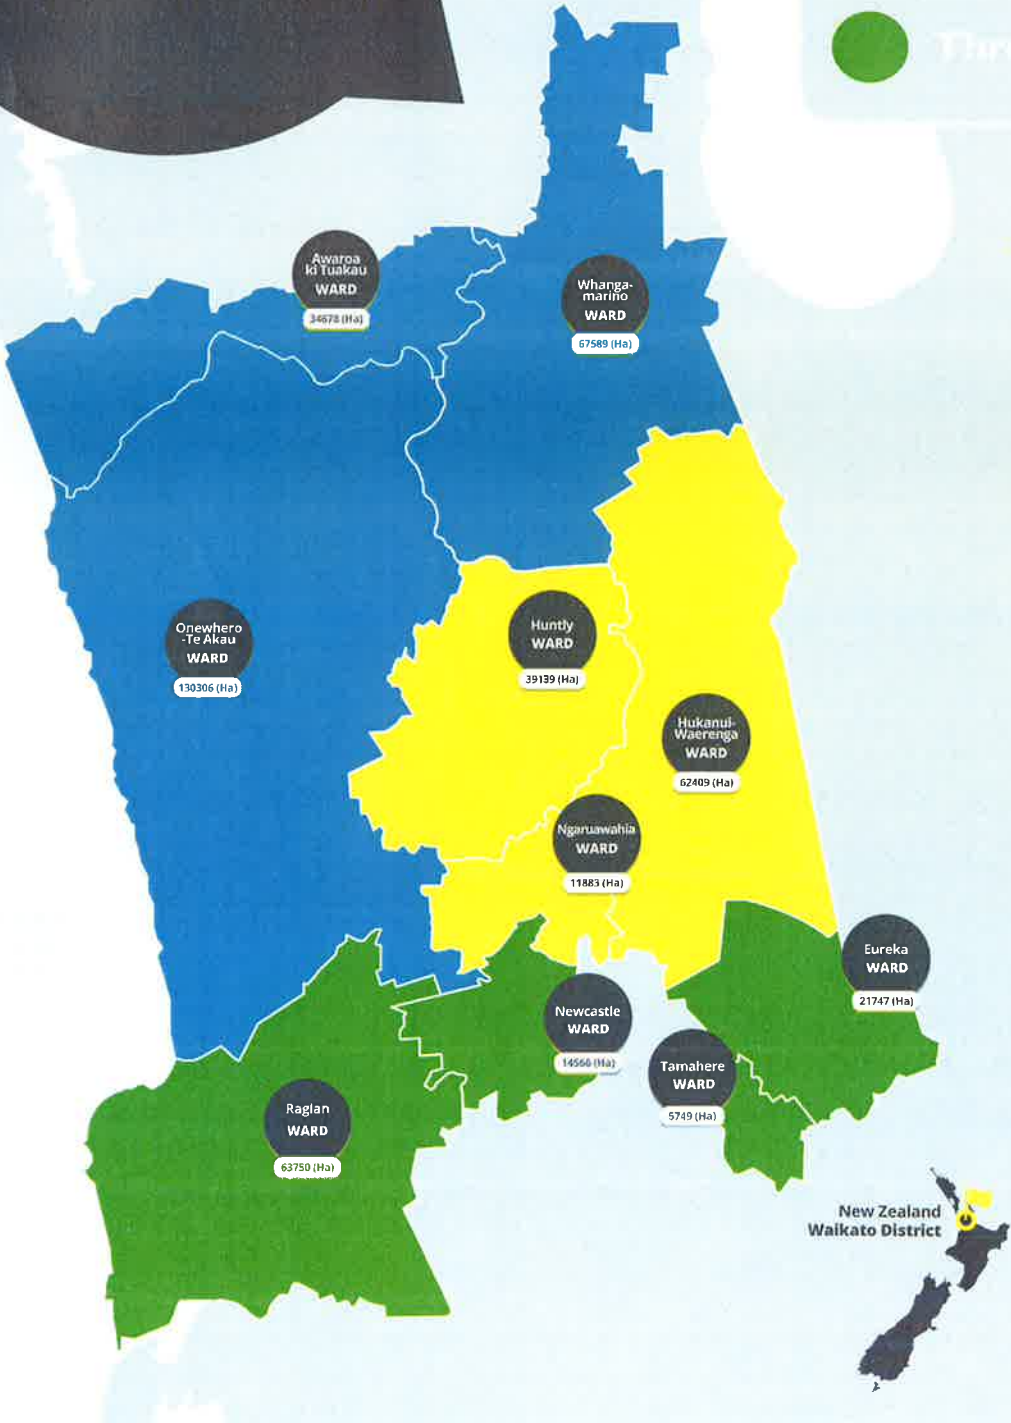 Awaroa
ki Tuakau
WARD
34678 (Ha)
Whanga-
marino
WARD
67589 (Ha)
Onewhero
-Te Akau
WARD
130306 (Ha)
Huntly
WARD
39139 (Ha)
Hukanui-
Waerenga
WARD
62409 (Ha)
Ngaruawahia
WARD
11883 (Ha)
Eureka
WARD
21747 (Ha)
Newcastle
WARD
14566 (Ha)
Tamahere
WARD
5749 (Ha)
Raglan
WARD
63750 (Ha)
New Zealand
Waikato District